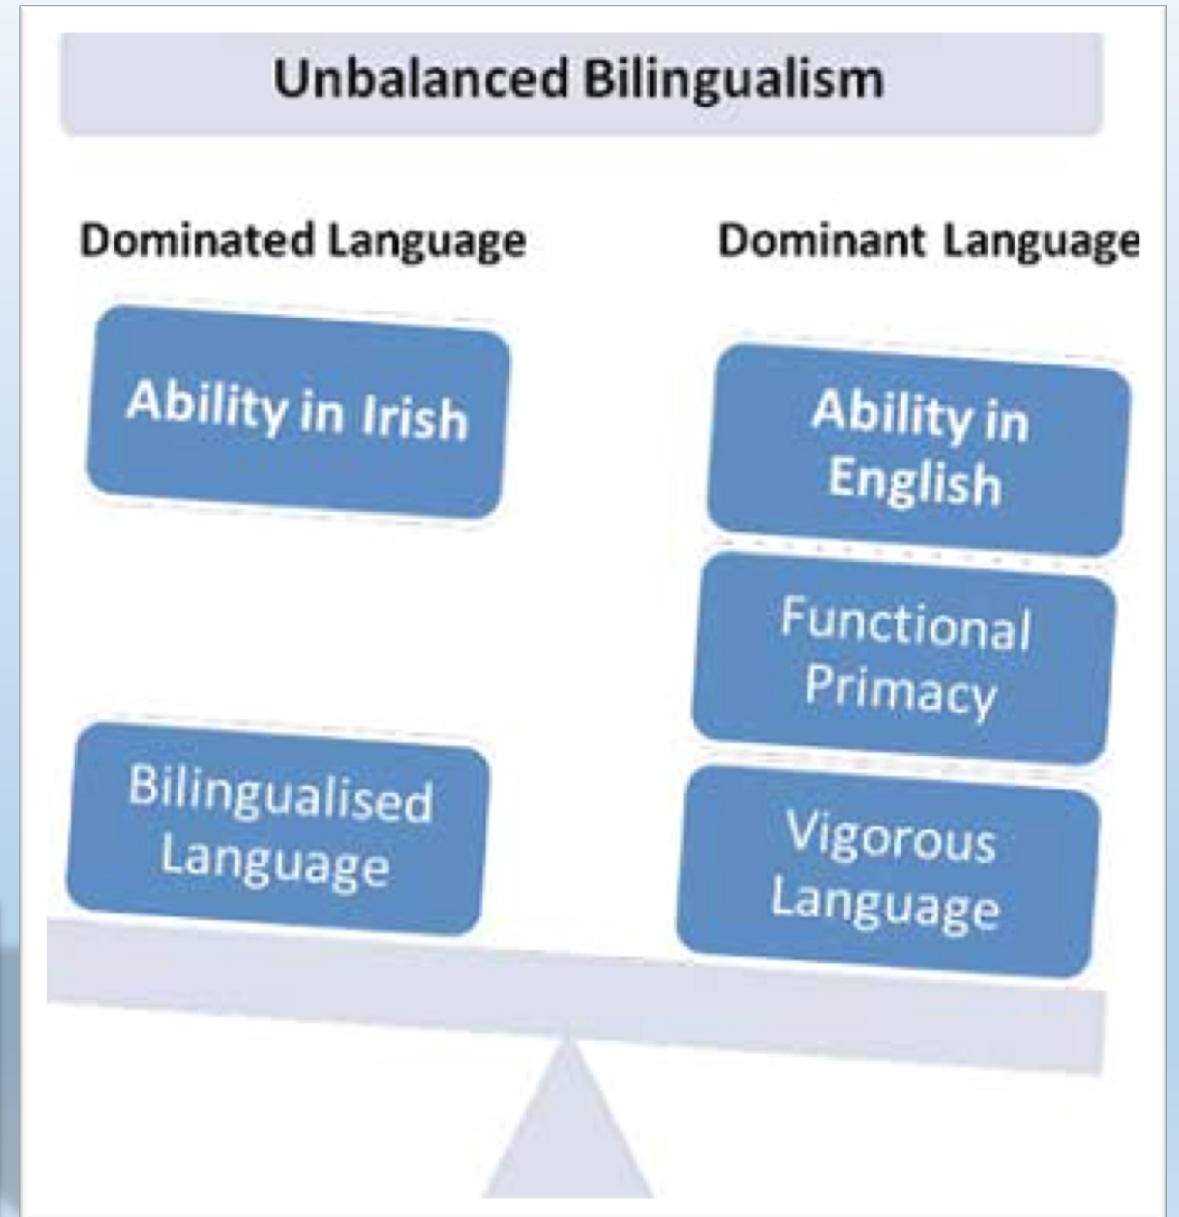 Unbalanced Bilingualism
Dominated Language
Dominant Language
Ability in Irish
Ability in
English
Functional
Primacy
Bilingualised
Language
Vigorous
Language